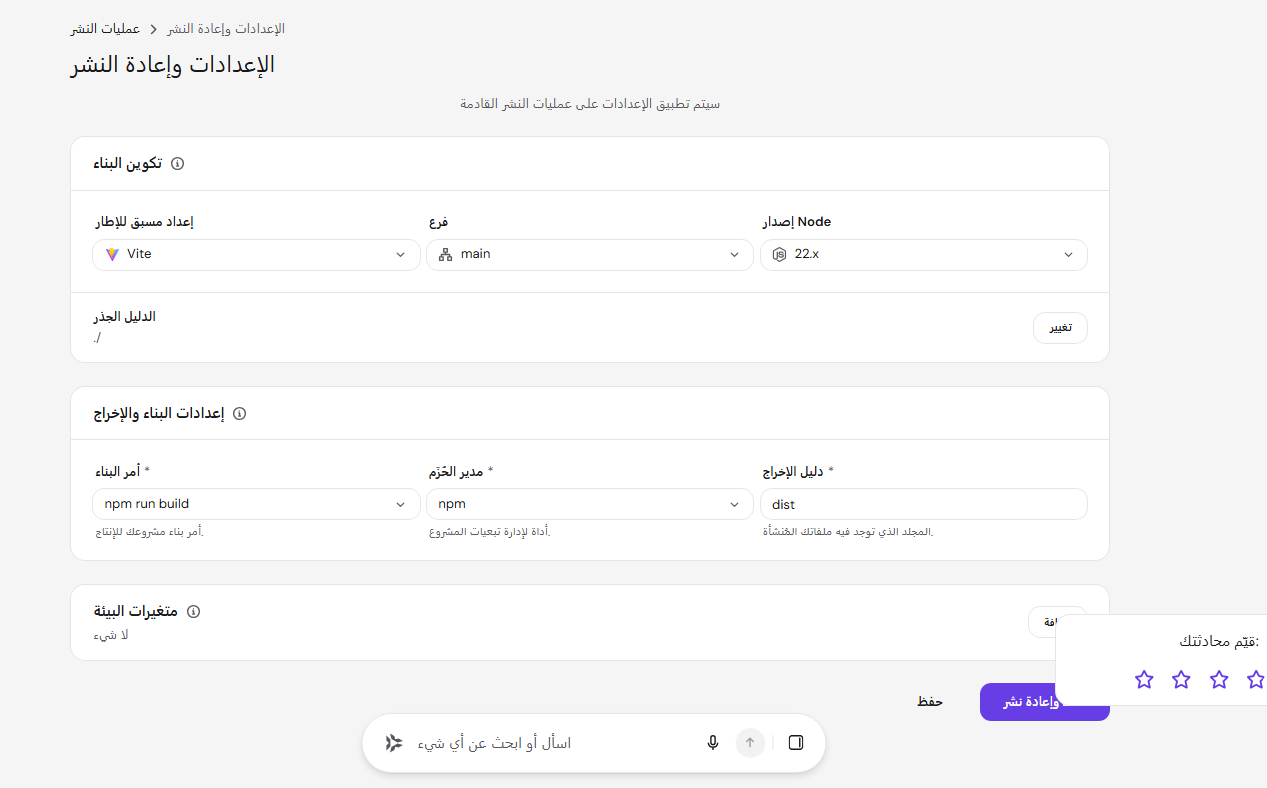 عمليات النشر > الإعدادات وإعادة النشر
الإعدادات وإعادة النشر
سيتم تطبيق الإعدادات على عمليات النشر القادمة
تكوين البناء
إعداد مسبق للإطار
فرع
إصدار Node
Vite
main
22.x
الدليل الجذر
./
تغيير
إعدادات البناء والإخراج
أمر البناء *
مدير الحُزَم *
دليل الإخراج *
npm run build
npm
dist
أمر بناء مشروعك للإنتاج.
أداة لإدارة تبعيات المشروع.
المجلد الذي توجد فيه ملفاتك المُنشأة.
متغيرات البيئة
لا شيء
قيّم محادثتك:
حفظ
وإعادة نشر
اسأل أو ابحث عن أي شيء